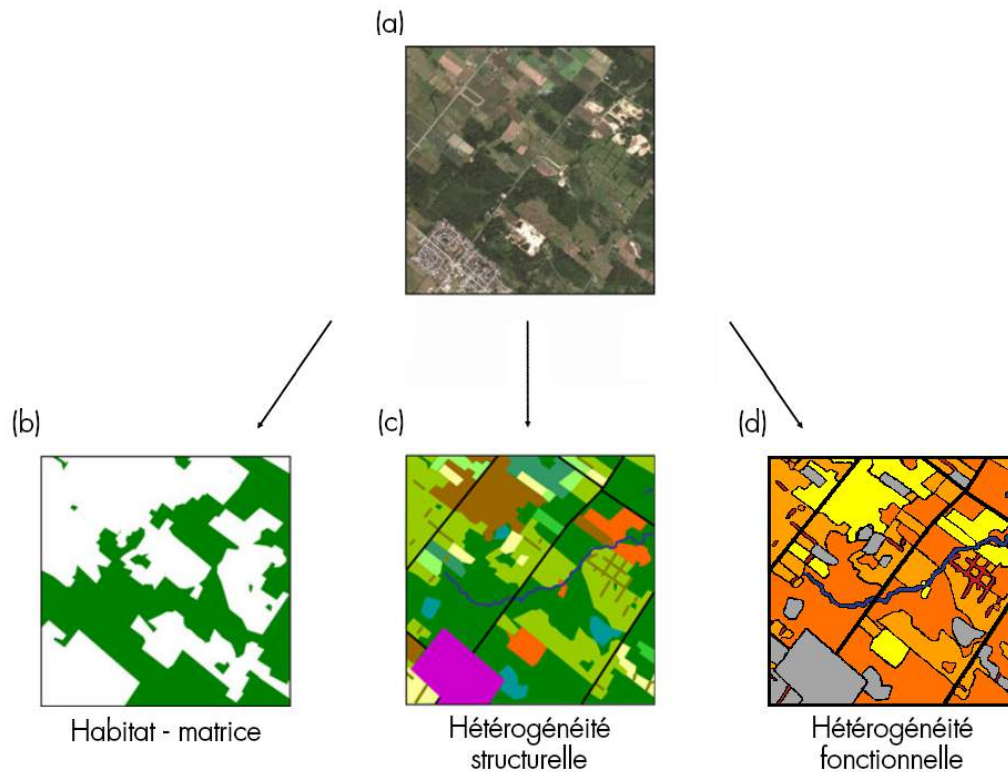 (a)
(b)
(c)
(d)
Habitat - matrice
Hétérogénéité
structurelle
Hétérogénéité
fonctionnelle